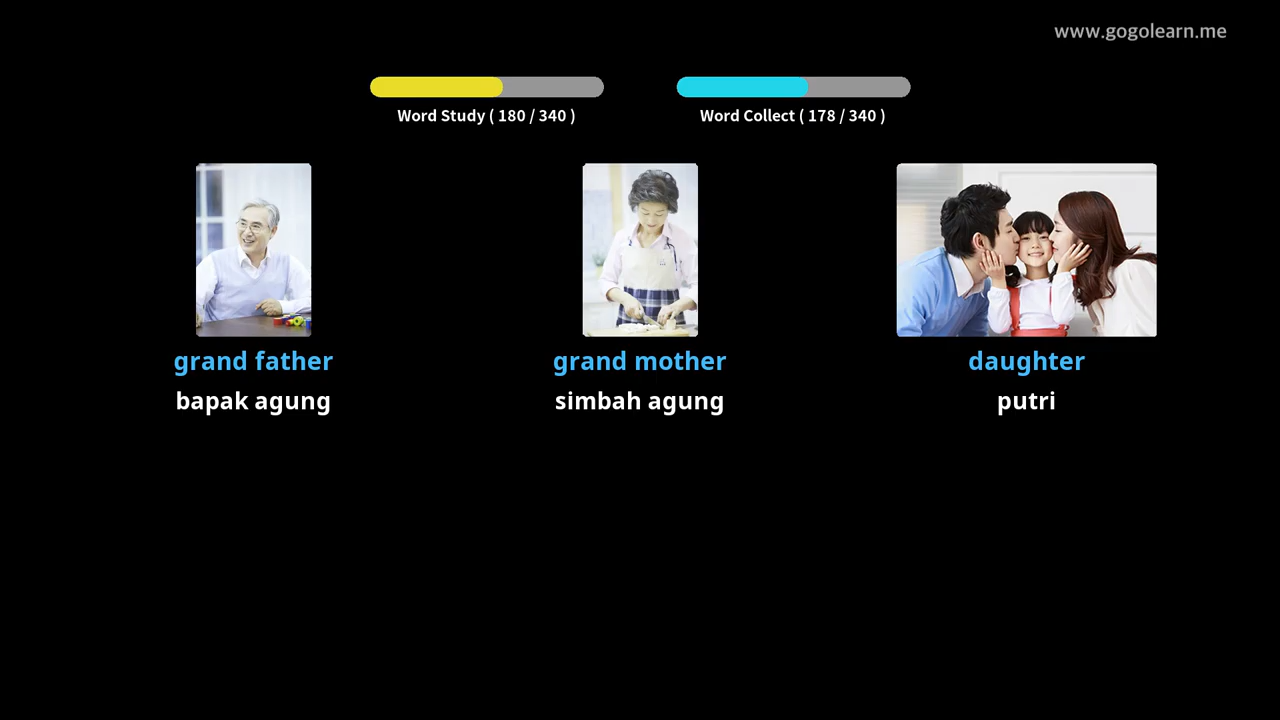 www.gogolearn.me
Word Study ( 180 / 340 )
Word Collect ( 178 / 340 )
grand father
bapak agung
grand mother
simbah agung
daughter
putri